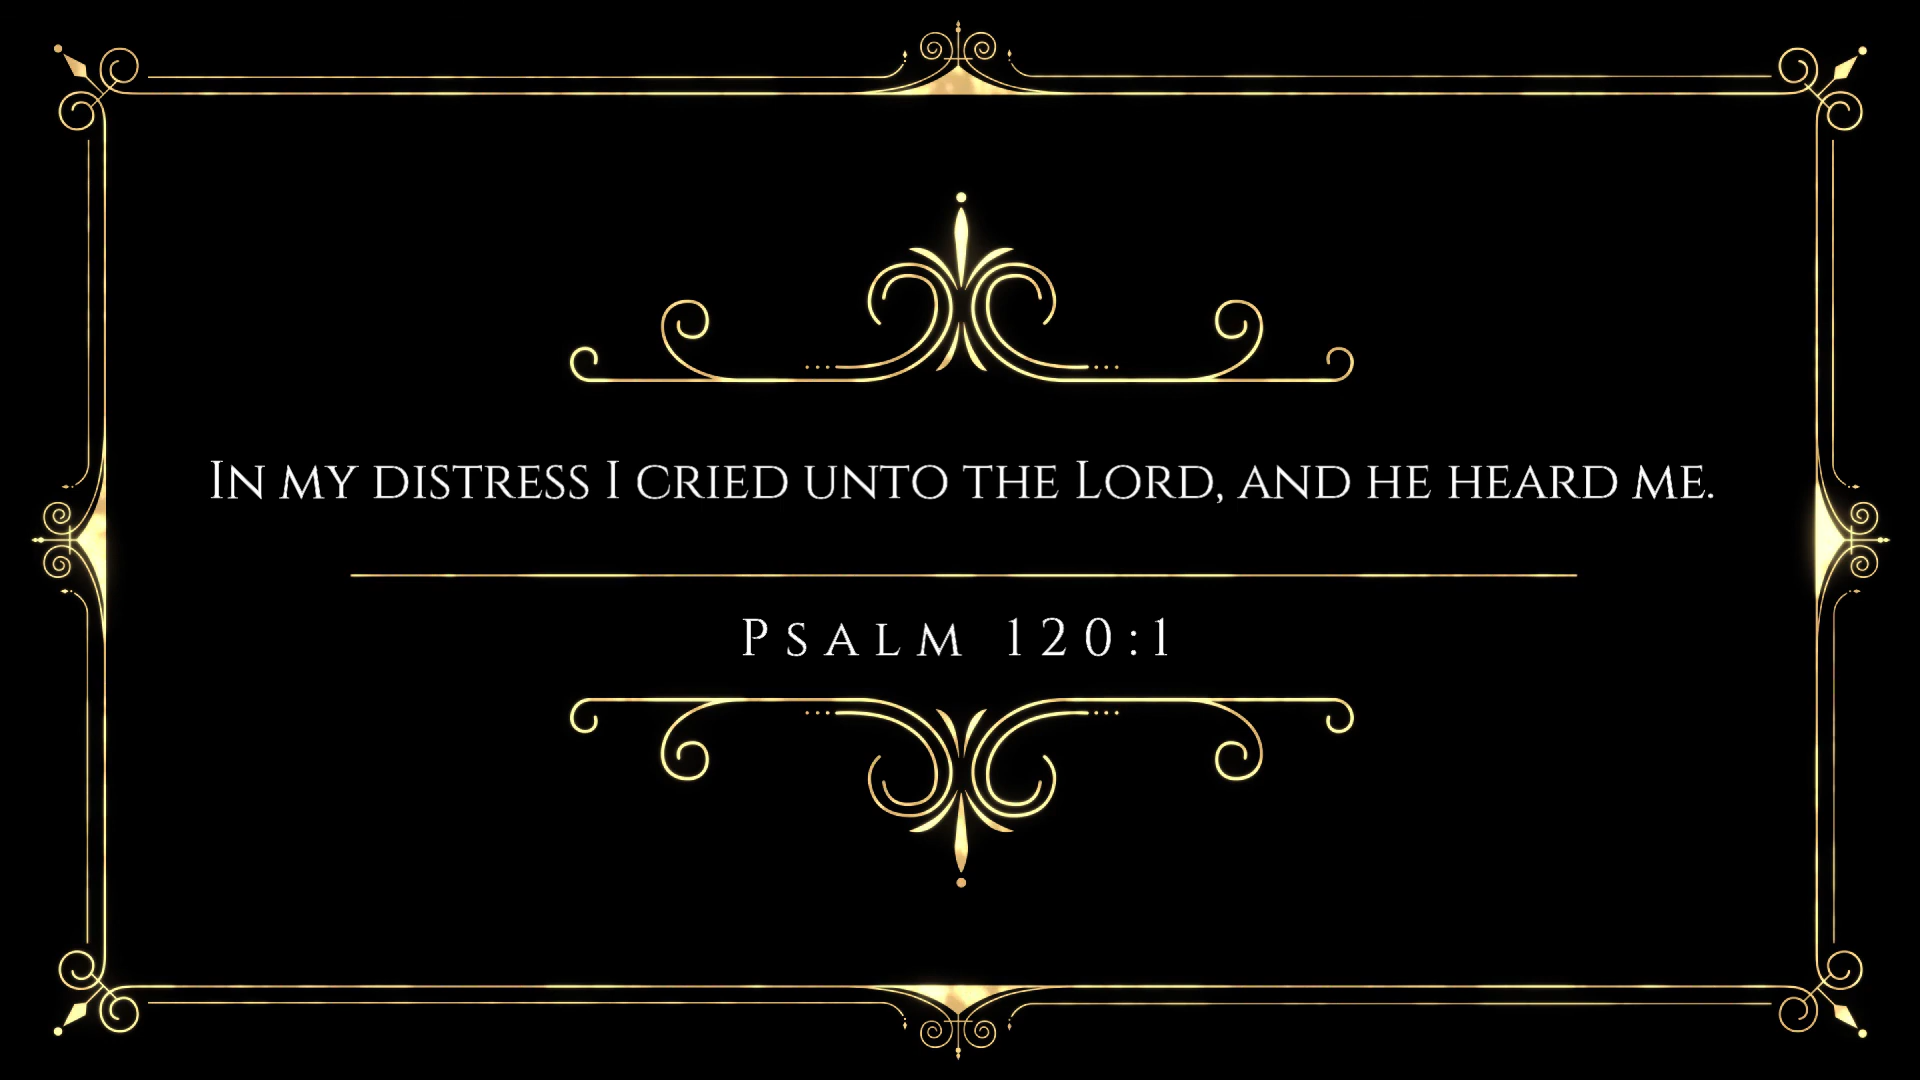 In my distress I cried unto the Lord, and he heard me.
Psalm 120:1